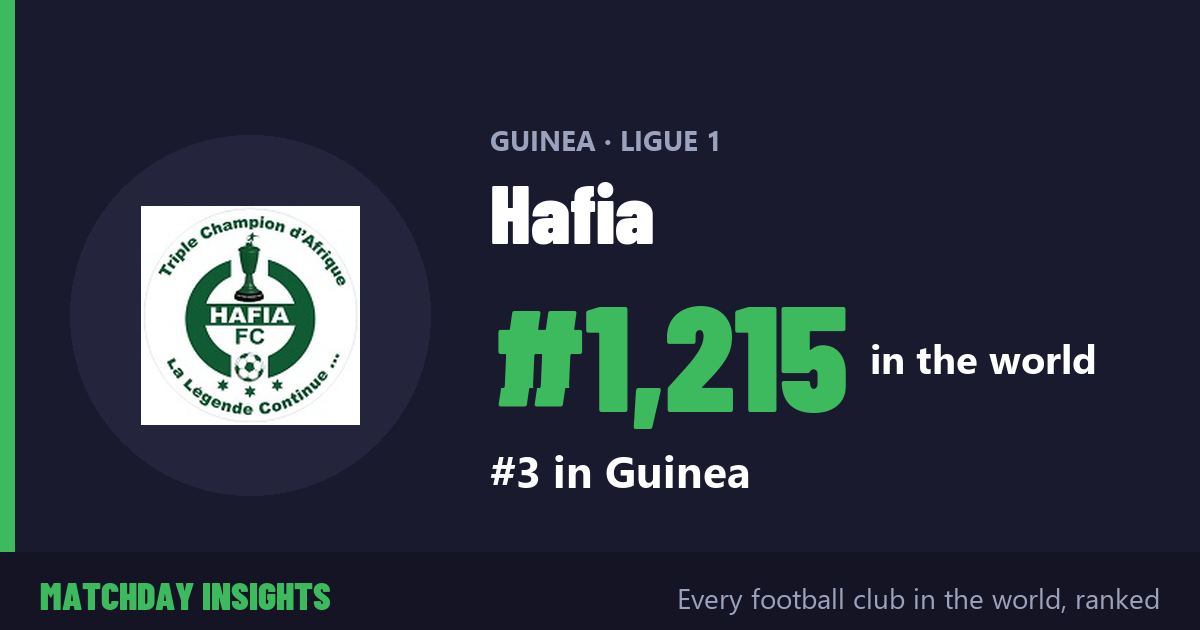 Triple Champion d'Afrique
HAFIA
FC
La Légende Continue ...
GUINEA · LIGUE 1
Hafia
#1,215 in the world
#3 in Guinea
MATCHDAY INSIGHTS
Every football club in the world, ranked